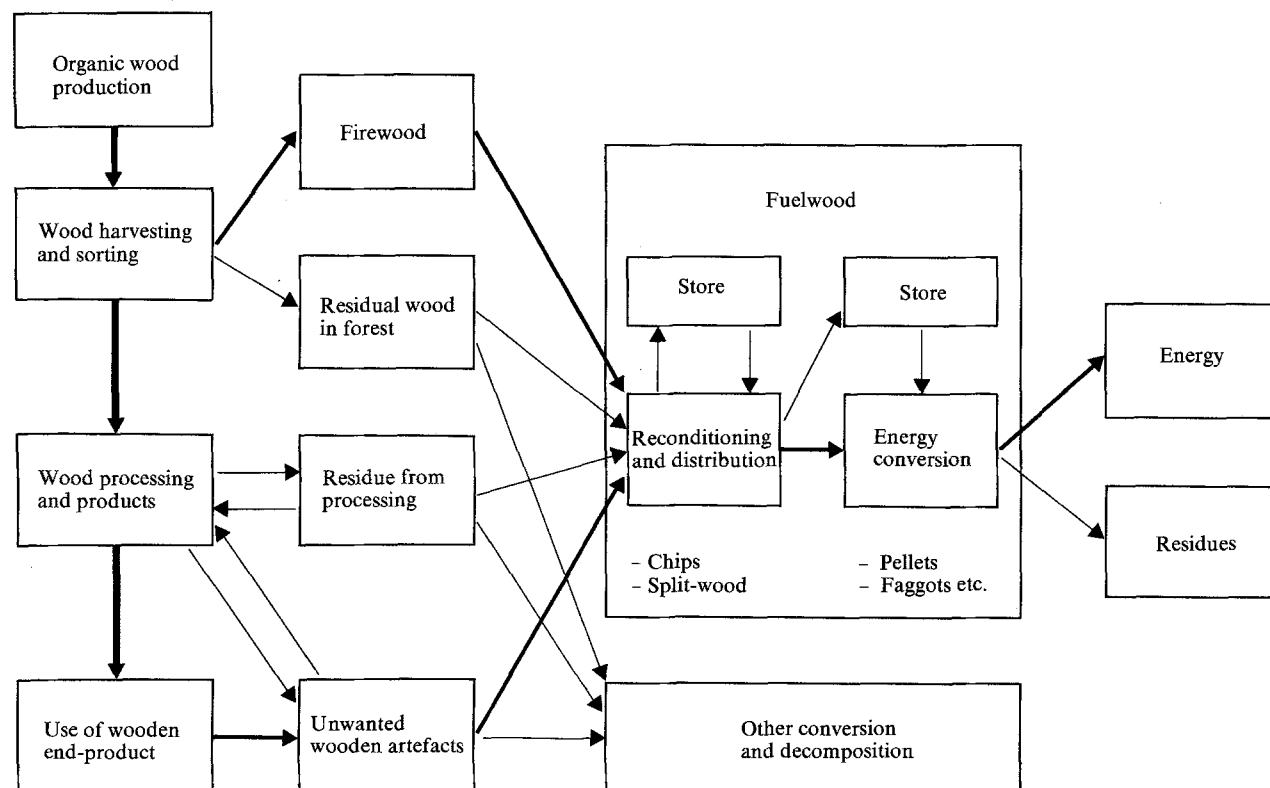 Organic wood
production
Firewood
Wood harvesting
and sorting
Fuelwood
Store
Store
Residual wood
in forest
Energy
Reconditioning
and distribution
Energy
conversion
Wood processing
and products
Residue from
processing
Residues
– Chips
– Split-wood
– Pellets
– Faggots etc.
Use of wooden
end-product
Unwanted
wooden artefacts
Other conversion
and decomposition